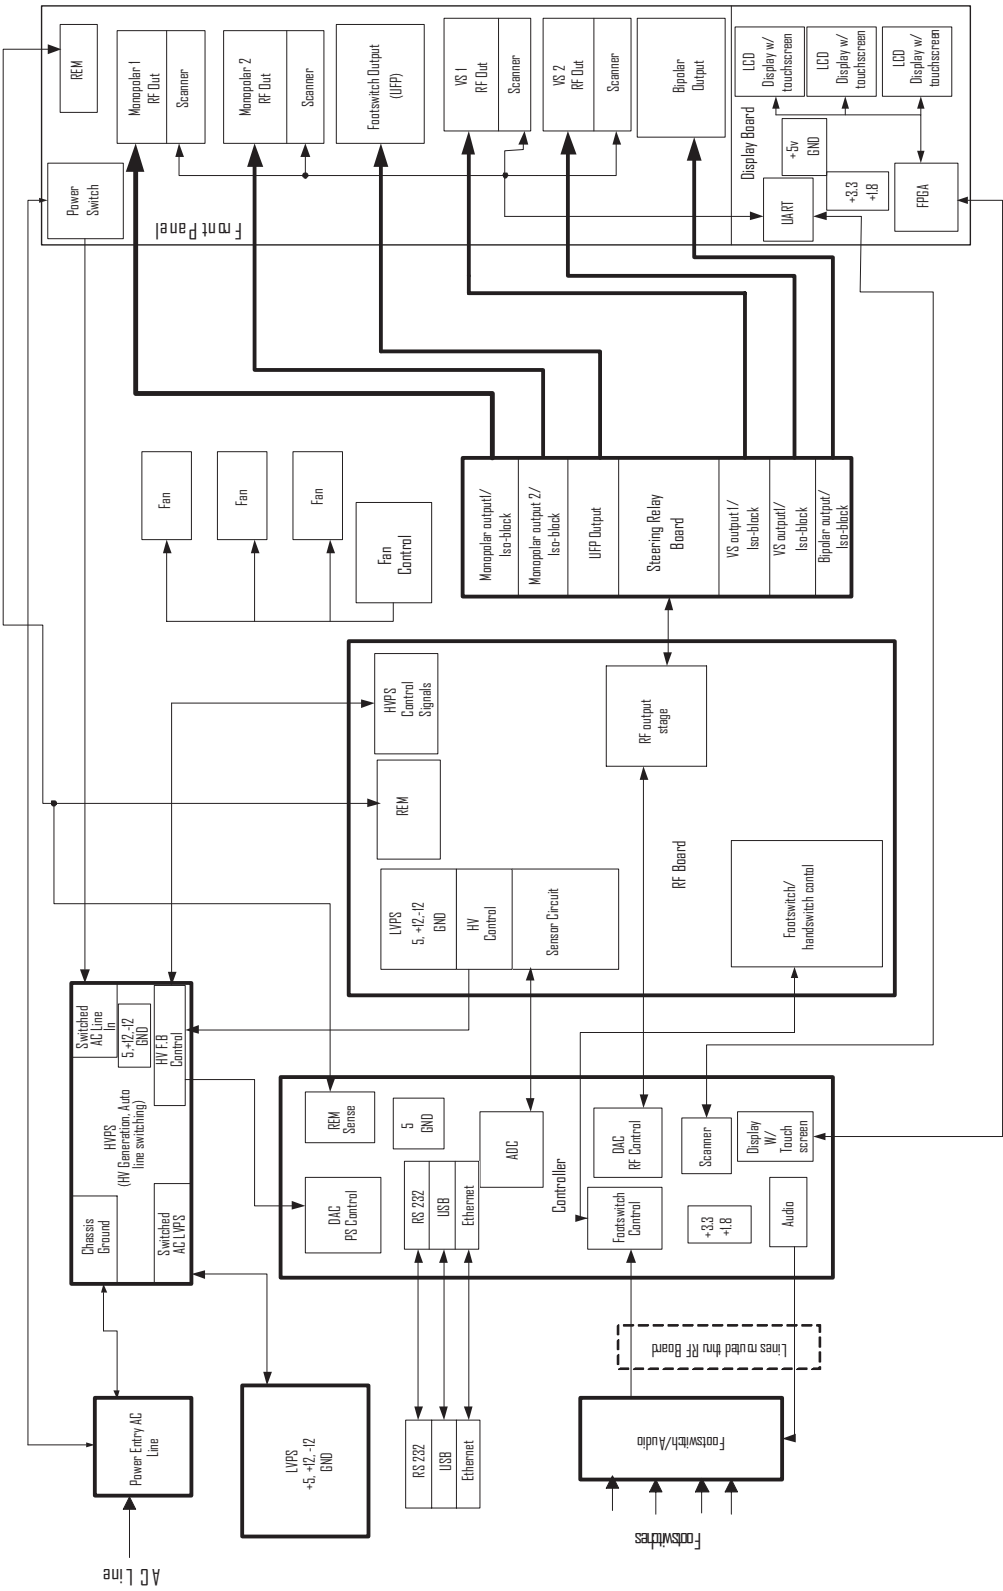 AC Line
Power Entry AC
Line
Chassis
Ground
HVPS
(HV Generation, Auto
line switching)
Switched
AC Line
In
5,+12,-12
GND
Switched
AC LVPS
HV F.B
Control
LVPS
+5, +12, -12
GND
RS 232
USB
Ethernet
Footswitches
Footswitch/Audio
Lines routed thru RF Board
DAC
PS Control
REM
Sense
RS 232
USB
Ethernet
5
GND
ADC
Controller
Footswitch
Control
DAC
RF Control
+3.3
+1.8
Scanner
Audio
Display
W/
Touch
screen
LVPS
5, +12,-12
GND
HV
Control
Sensor Circuit
REM
HVPS
Control
Signals
RF output
stage
RF Board
Footswitch/
handswitch contol
Fan
Fan
Fan
Fan
Control
Monopolar output1/
Iso-block
Monopolar output 2/
Iso-block
UFP Output
Steering Relay
Board
VS output 1/
Iso-block
VS output1/
Iso-block
Bipolar output/
Iso-block
Power
Switch
REM
Front Panel
Monopolar 1
RF Out
Scanner
Monopolar 2
RF Out
Scanner
Footswitch Output
(UFP)
VS 1
RF Out
Scanner
VS 2
RF Out
Scanner
Bipolar
Output
Display Board
UART
+5v
GND
+3.3
+1.8
FPGA
LCD
Display w/
touchscreen
LCD
Display w/
touchscreen
LCD
Display w/
touchscreen